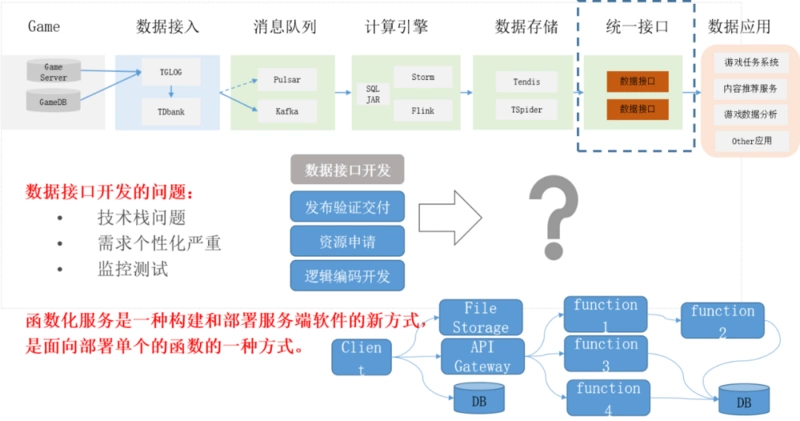 Game
数据接入
消息队列
计算引擎
数据存储
统一接口
数据应用
Game
Server
GameDB
TGLOG
TDbank
Pulsar
Kafka
SQL
JAR
Storm
Flink
Tendis
TSpider
数据接口
数据接口
游戏任务系统
内容推荐服务
游戏数据分析
Other应用
数据接口开发的问题:
• 技术栈问题
• 需求个性化严重
• 监控测试
数据接口开发
发布验证交付
资源申请
逻辑编码开发
?
函数化服务是一种构建和部署服务端软件的新方式,
是面向部署单个的函数的一种方式。
Clien
t
File
Storage
API
Gateway
DB
function
1
function
2
function
3
function
4
DB